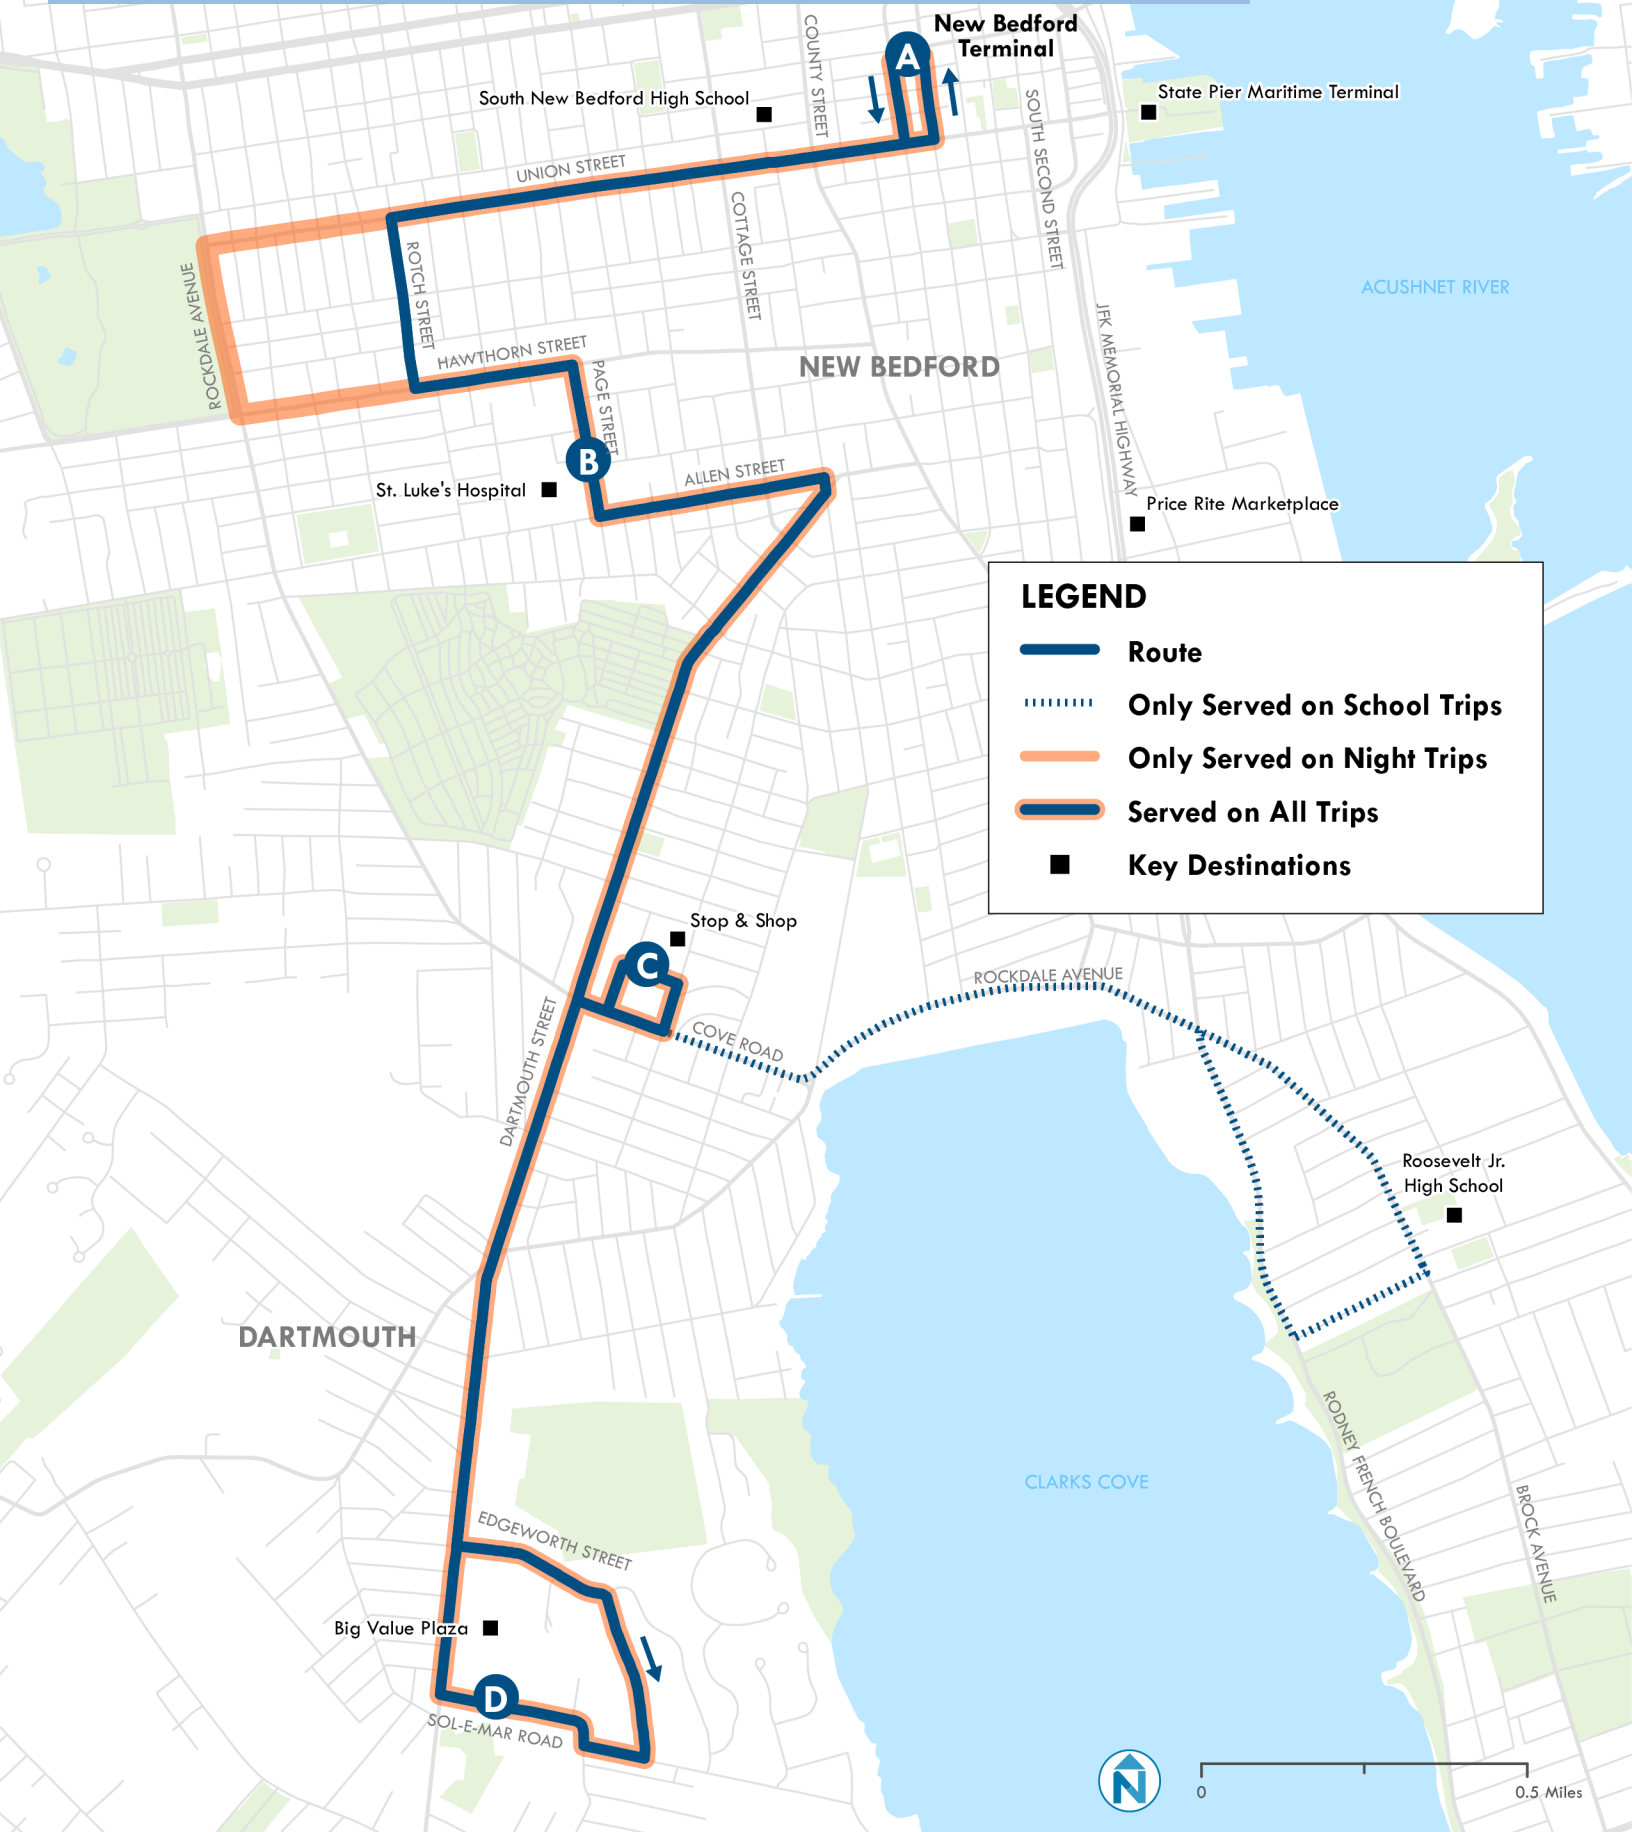 New Bedford
Terminal
A
COUNTY STREET
South New Bedford High School
State Pier Maritime Terminal
SOUTH SECOND STREET
UNION STREET
COTTAGE STREET
ROTCH STREET
ROCKDALE AVENUE
ACUSHNET RIVER
HAWTHORN STREET
JFK MEMORIAL HIGHWAY
NEW BEDFORD
PAGE STREET
B
ALLEN STREET
St. Luke's Hospital
Price Rite Marketplace
LEGEND
Route
Only Served on School Trips
Only Served on Night Trips
Served on All Trips
Key Destinations
Stop & Shop
C
ROCKDALE AVENUE
COVE ROAD
DARTMOUTH STREET
Roosevelt Jr.
High School
DARTMOUTH
CLARKS COVE
RODNEY FRENCH BOULEVARD
BROCK AVENUE
EDGEWORTH STREET
Big Value Plaza
D
SOL-E-MAR ROAD
N
0
0.5 Miles